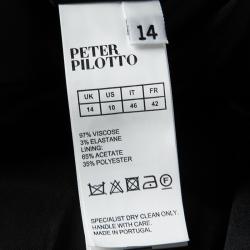 14
PETER
PILOTTO
UK US IT FR
14 10 46 42
97% VISCOSE
3% ELASTANE
LINING:
65% ACETATE
35% POLYESTER
SPECIALIST DRY CLEAN ONLY.
HANDLE WITH CARE.
MADE IN PORTUGAL